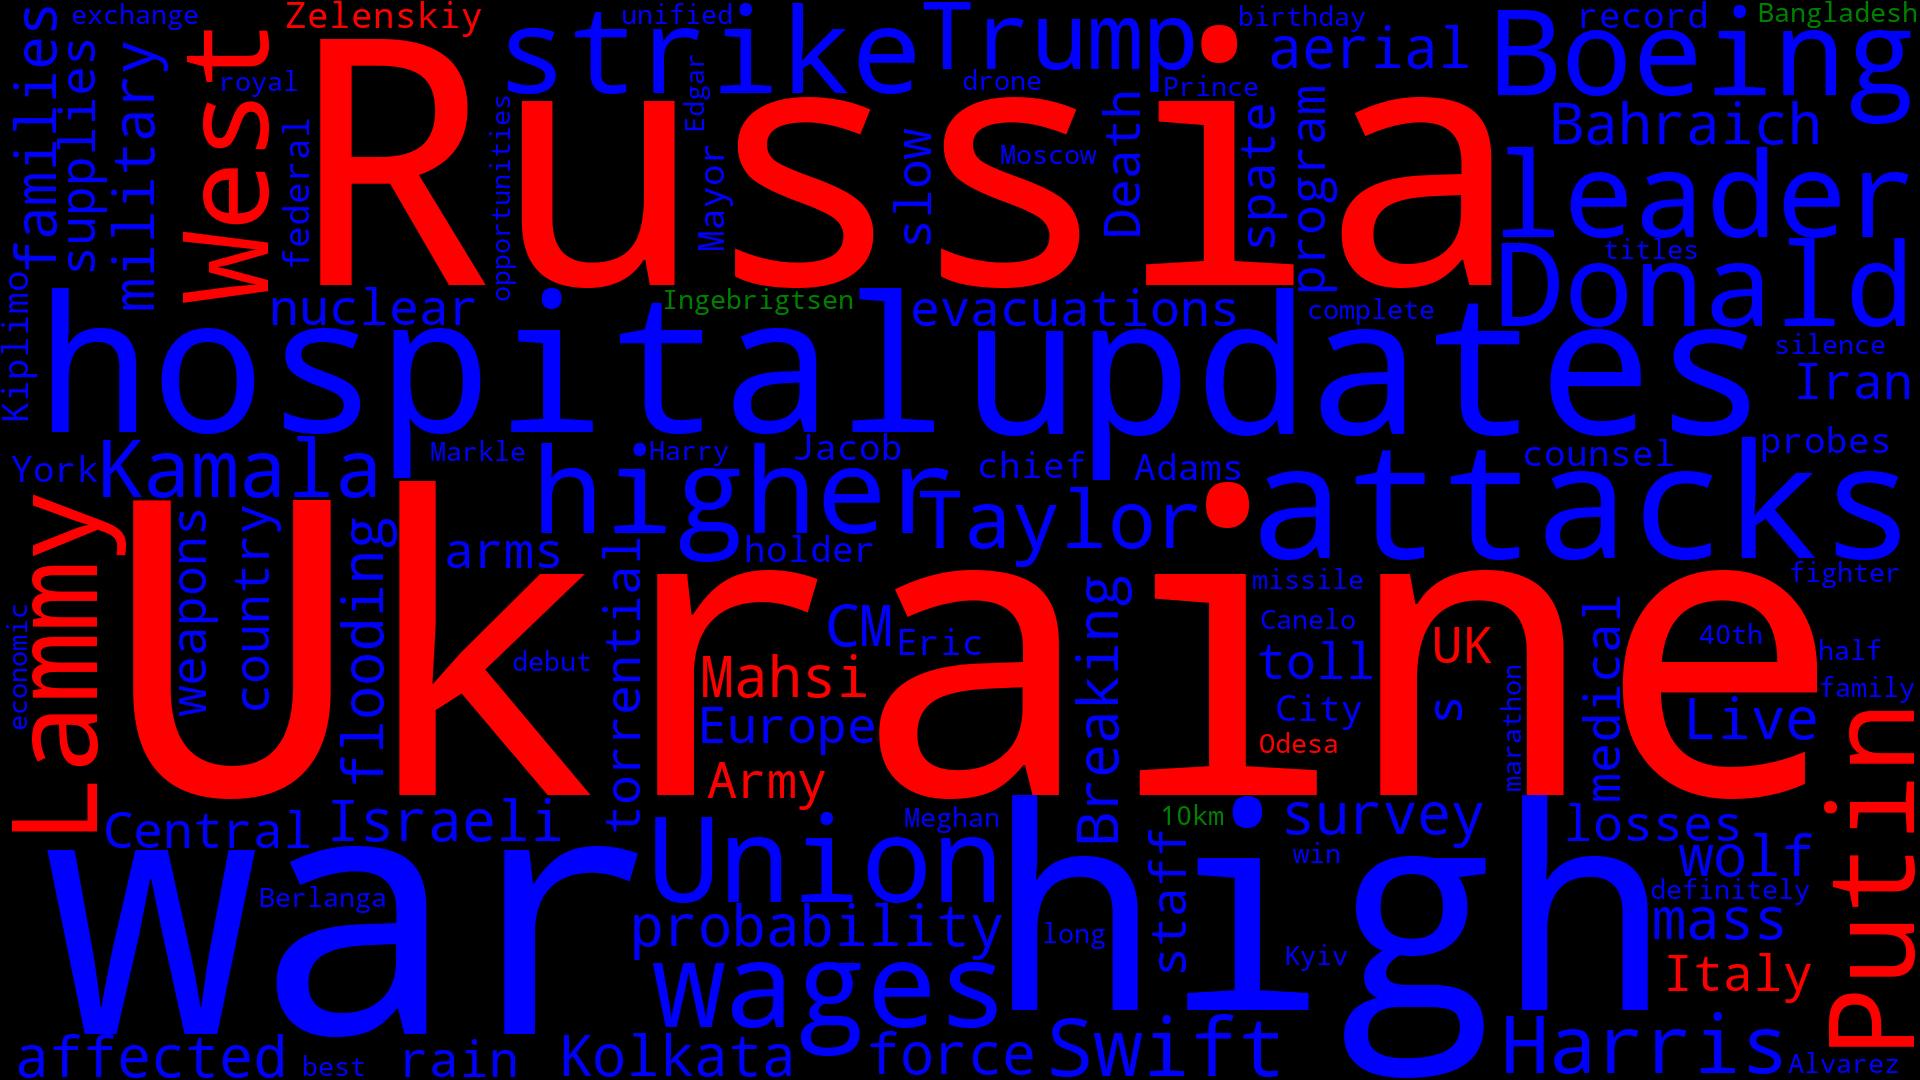 exchange
Zelenskiy
unified
Trump
birthday
record
Bangladesh
families
supplies
military
West
royal
strike
Edgar
drone
aerial
Boeing
Prince
federal
Russia
opportunities
Mayor
slow
Moscow
Death
spate
program
Bahraich
leader
titles
Donald
Kiplimo
nuclear
hospital
Ingebrigtsen
evacuations
updates
complete
silence
Iran
York
Kamala
Markle
higher
Harry
Jacob
chief
Adams
Taylor
attacks
counsel
probes
Lammy
Ukraine
weapons
country
flooding
arms
holder
torrential
debut
CM
Eric
Mahsi
Europe
Army
Breaking
missile
Canelo
toll
City
Odesa
UK
s
marathon
medical
fighter
40th
half
family
Live
economic
Putin
Central
Israeli
war
Berlanga
Union
Meghan
probability
wages
high
long
10km
staff
survey
win
Kyiv
losses
wolf
definitely
mass
Italy
affected
best
rain
Kolkata
force
Swift
Harris
Alvarez